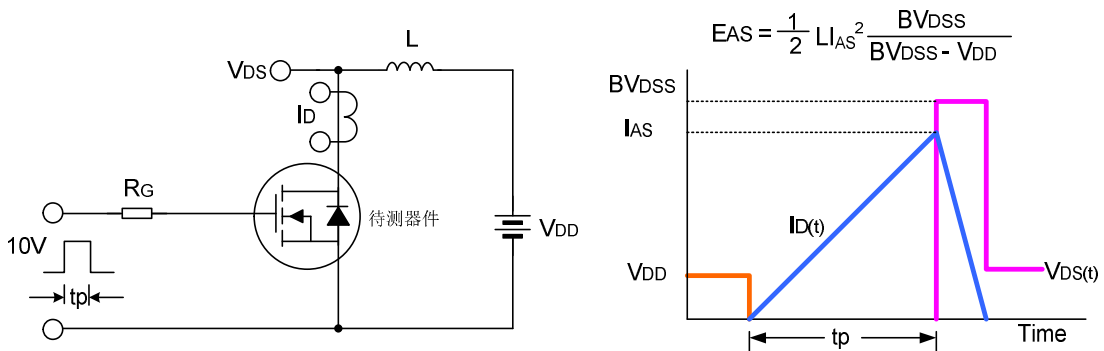 VDS
L
ID
RG
待测器件
VDD
10V
tp
EAS = 1/2 LIAS² BVDSS/BVDSS - VDD
BVDSS
IAS
ID(t)
VDD
VDS(t)
tp
Time